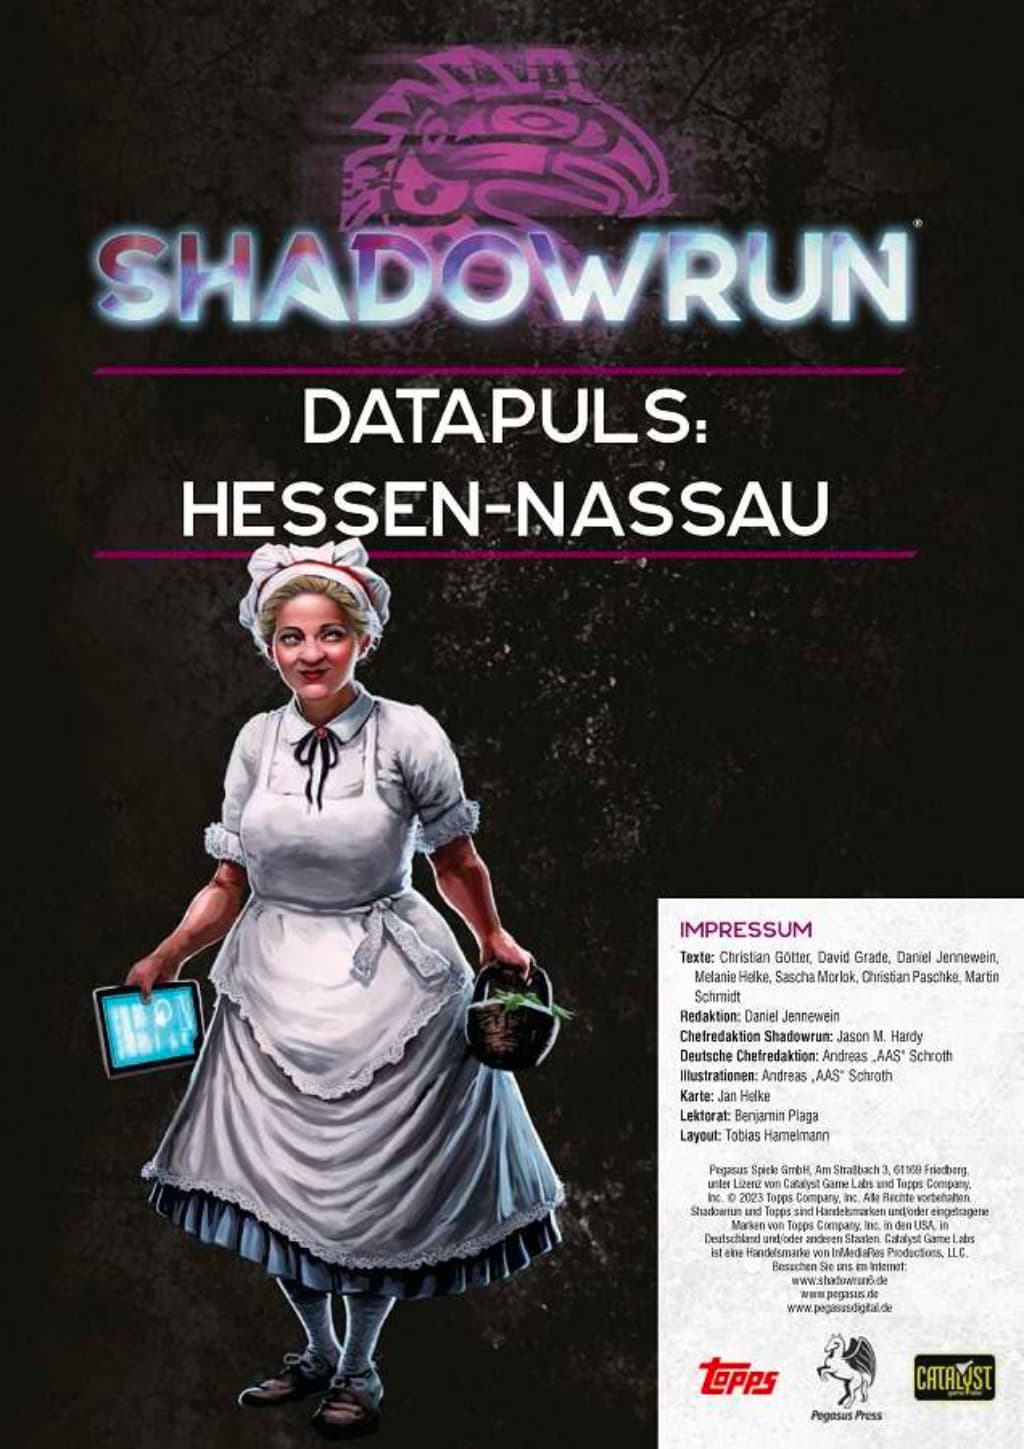 SHADOWRUN®
DATAPULS:
HESSEN-NASSAU
IMPRESSUM
Texte: Christian Götter, David Grade, Daniel Jennewein,
Melanie Helke, Sascha Morlok, Christian Paschke, Martin
Schmidt
Redaktion: Daniel Jennewein
Chefredaktion Shadowrun: Jason M. Hardy
Deutsche Chefredaktion: Andreas „AAS“ Schroth
Illustrationen: Andreas „AAS“ Schroth
Karte: Jan Helke
Lektorat: Benjamin Plaga
Layout: Tobias Hamelmann
Pegasus Spiele GmbH, Am Straßbach 3, 61169 Friedberg,
unter Lizenz von Catalyst Game Labs und Topps Company,
Inc. © 2023 Topps Company, Inc. Alle Rechte vorbehalten.
Shadowrun und Topps sind Handelsmarken und/oder eingetragene
Marken von Topps Company, Inc. in den USA, in
Deutschland und/oder anderen Staaten. Catalyst Game Labs
ist eine Handelsmarke von InMediaRes Productions, LLC.
Besuchen Sie uns im Internet:
www.shadowrun6.de
www.pegasus.de
www.pegasusdigital.de
topps
Pegasus Press
CATALYST
game labs